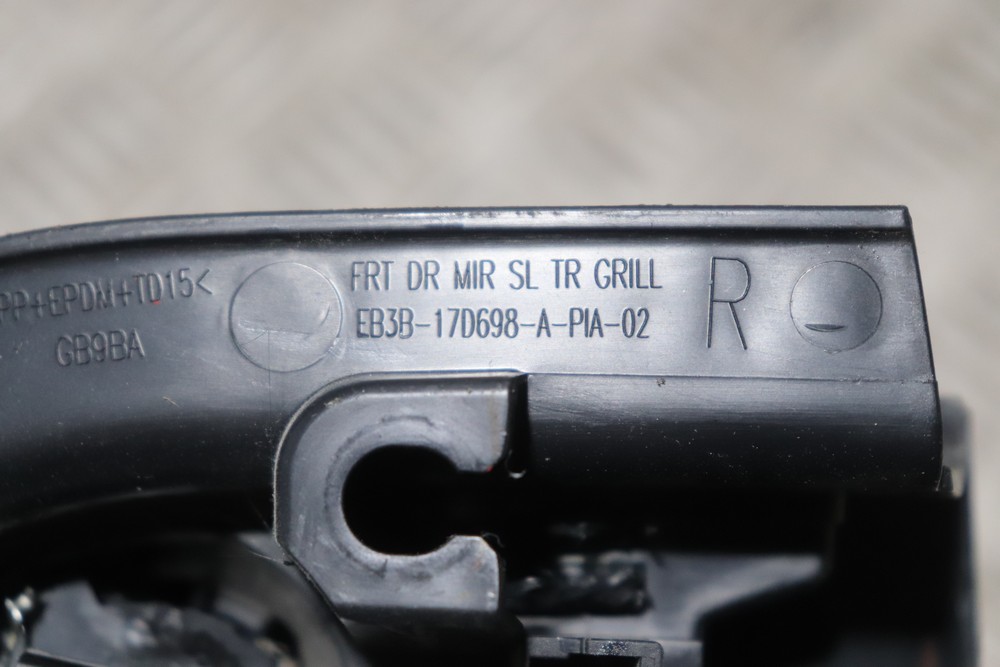 PP+EPDM+TD15<
GB9BA
FRT DR MIR SL TR GRILL
EB3B-17D698-A-PIA-02
R